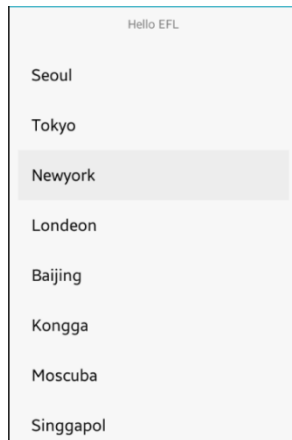 Hello EFL
Seoul
Tokyo
Newyork
Londeon
Baijing
Kongga
Moscuba
Singgapol